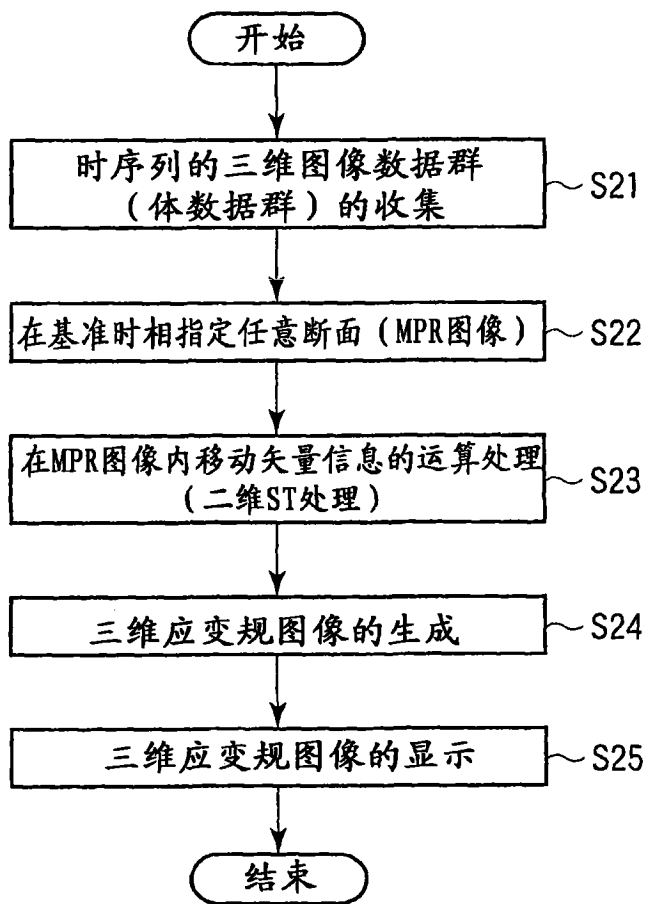 开始
时序列的三维图像数据群
（体数据群）的收集
S21
在基准时相指定任意断面（MPR图像）
S22
在MPR图像内移动矢量信息的运算处理
（二维ST处理）
S23
三维应变规图像的生成
S24
三维应变规图像的显示
S25
结束